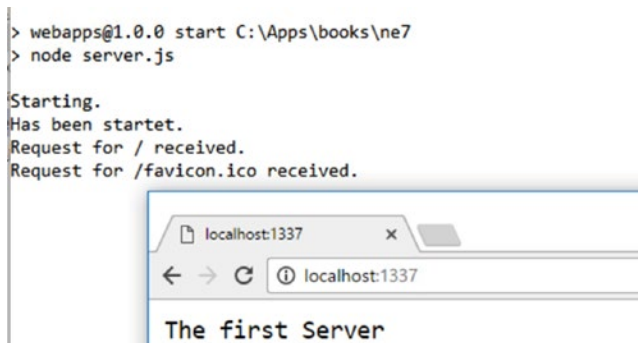 > webapps@1.0.0 start C:\Apps\books\ne7
> node server.js
Starting.
Has been startet.
Request for / received.
Request for /favicon.ico received.
localhost:1337
localhost:1337
The first Server